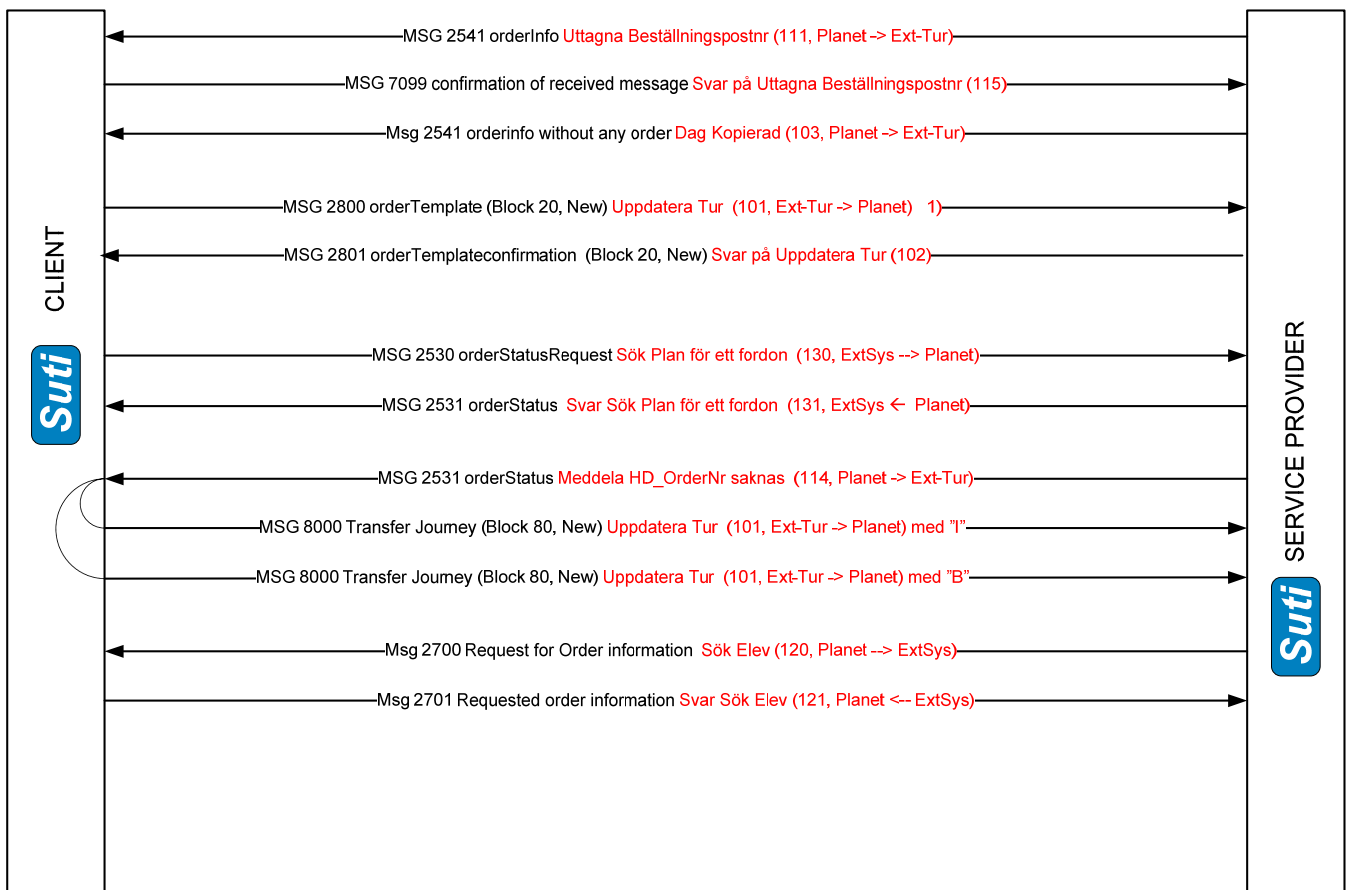 MSG 2541 orderInfo Uttagna Beställningspostnr (111, Planet -> Ext-Tur)
MSG 7099 confirmation of received message Svar på Uttagna Beställningspostnr (115)
Msg 2541 orderinfo without any order Dag Kopierad (103, Planet -> Ext-Tur)
MSG 2800 orderTemplate (Block 20, New) Uppdatera Tur (101, Ext-Tur -> Planet) 1)
MSG 2801 orderTemplateconfirmation (Block 20, New) Svar på Uppdatera Tur (102)
CLIENT
Suti
MSG 2530 orderStatusRequest Sök Plan för ett fordon (130, ExtSys --> Planet)
MSG 2531 orderStatus Svar Sök Plan för ett fordon (131, ExtSys ← Planet)
MSG 2531 orderStatus Meddela HD_OrderNr saknas (114, Planet -> Ext-Tur)
MSG 8000 Transfer Journey (Block 80, New) Uppdatera Tur (101, Ext-Tur -> Planet) med ”I”
MSG 8000 Transfer Journey (Block 80, New) Uppdatera Tur (101, Ext-Tur -> Planet) med ”B”
SERVICE PROVIDER
Suti
Msg 2700 Request for Order information Sök Elev (120, Planet --> ExtSys)
Msg 2701 Requested order information Svar Sök Elev (121, Planet <-- ExtSys)